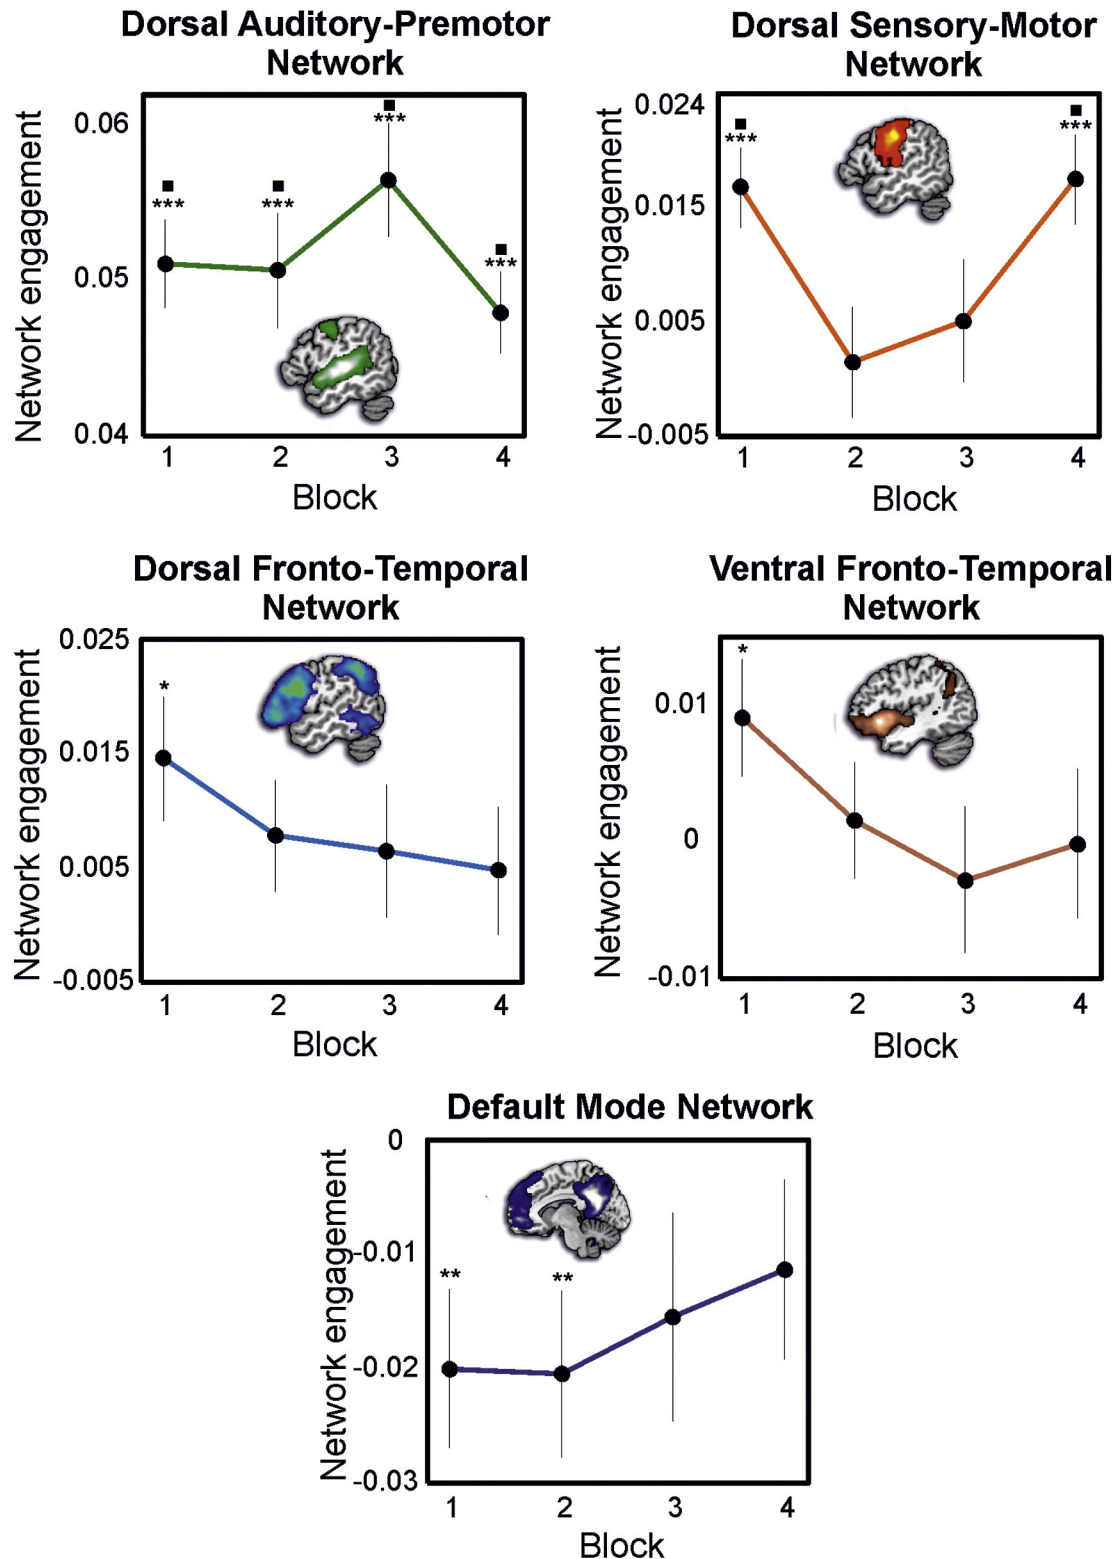 Dorsal Auditory-Premotor
Network
Network engagement
0.06
0.05
0.04
■
***
■
***
■
***
■
***
1 2 3 4
Block
Dorsal Sensory-Motor
Network
Network engagement
0.024
0.015
0.005
-0.005
■
***
■
***
1 2 3 4
Block
Dorsal Fronto-Temporal
Network
Network engagement
0.025
0.015
0.005
-0.005
*
1 2 3 4
Block
Ventral Fronto-Temporal
Network
Network engagement
0.01
0
-0.01
*
1 2 3 4
Block
Default Mode Network
Network engagement
0
-0.01
-0.02
-0.03
**
**
1 2 3 4
Block